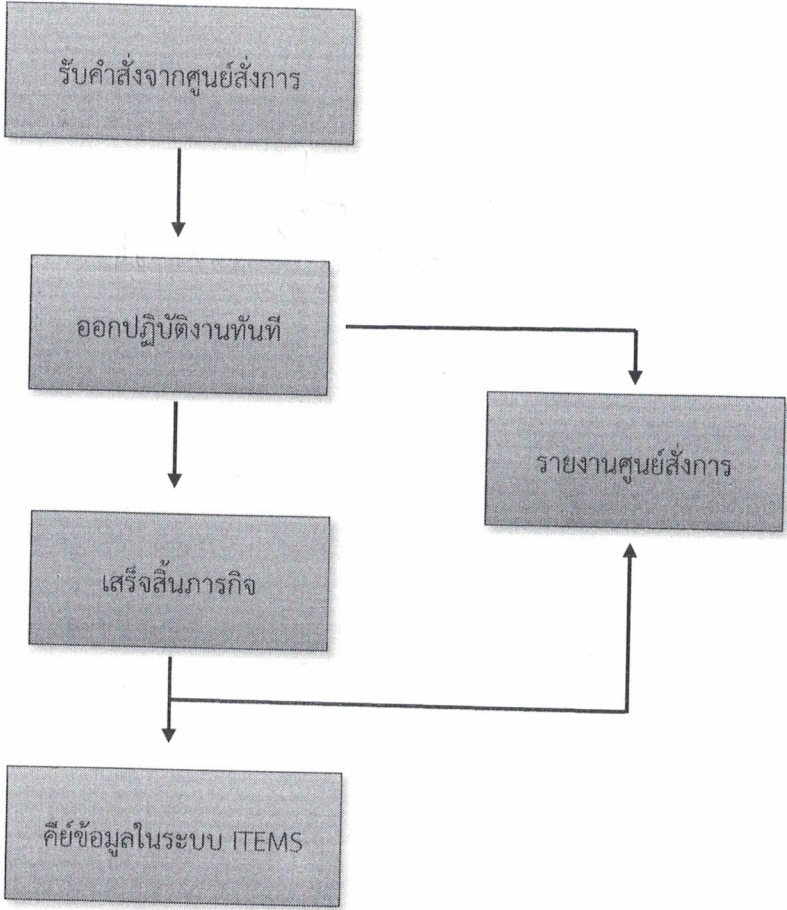 รับคำสั่งจากศูนย์สั่งการ
ออกปฏิบัติงานทันที
รายงานศูนย์สั่งการ
เสร็จสิ้นภารกิจ
คีย์ข้อมูลในระบบ ITEMS